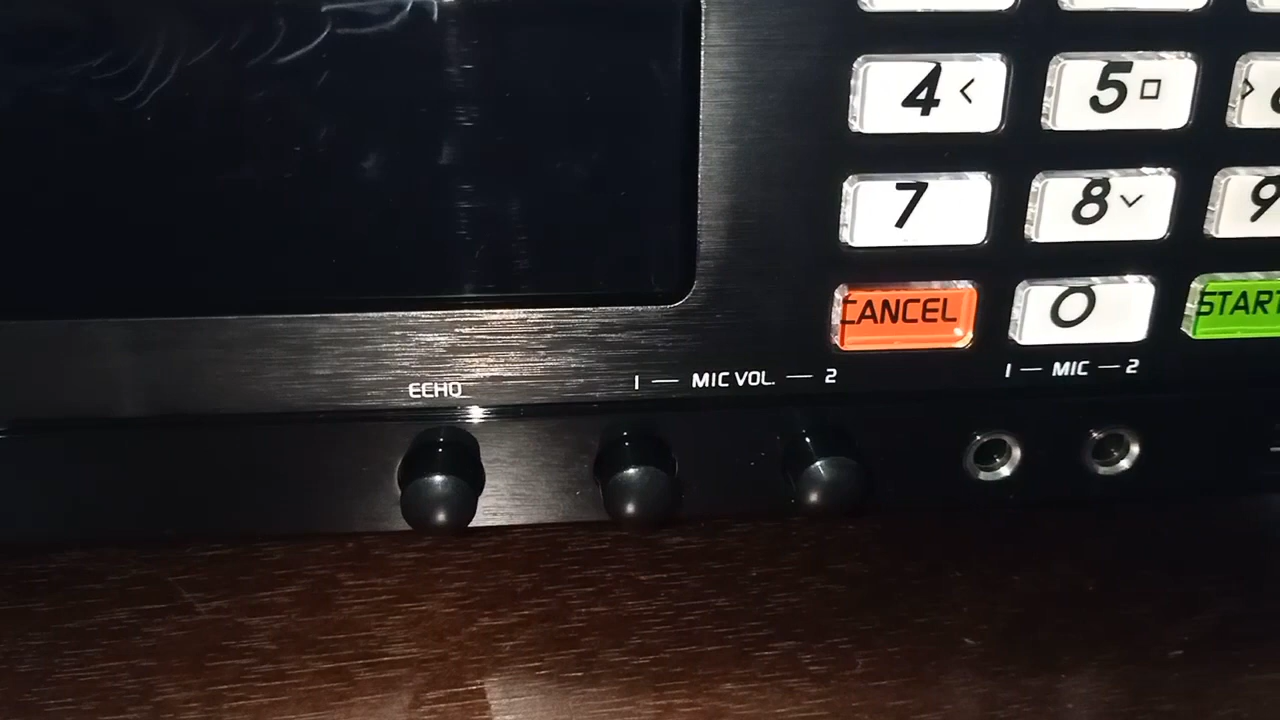 4 < 5 □ >
7 8 9
CANCEL 0 START
ECHO 1 — MIC VOL. — 2 1 — MIC — 2